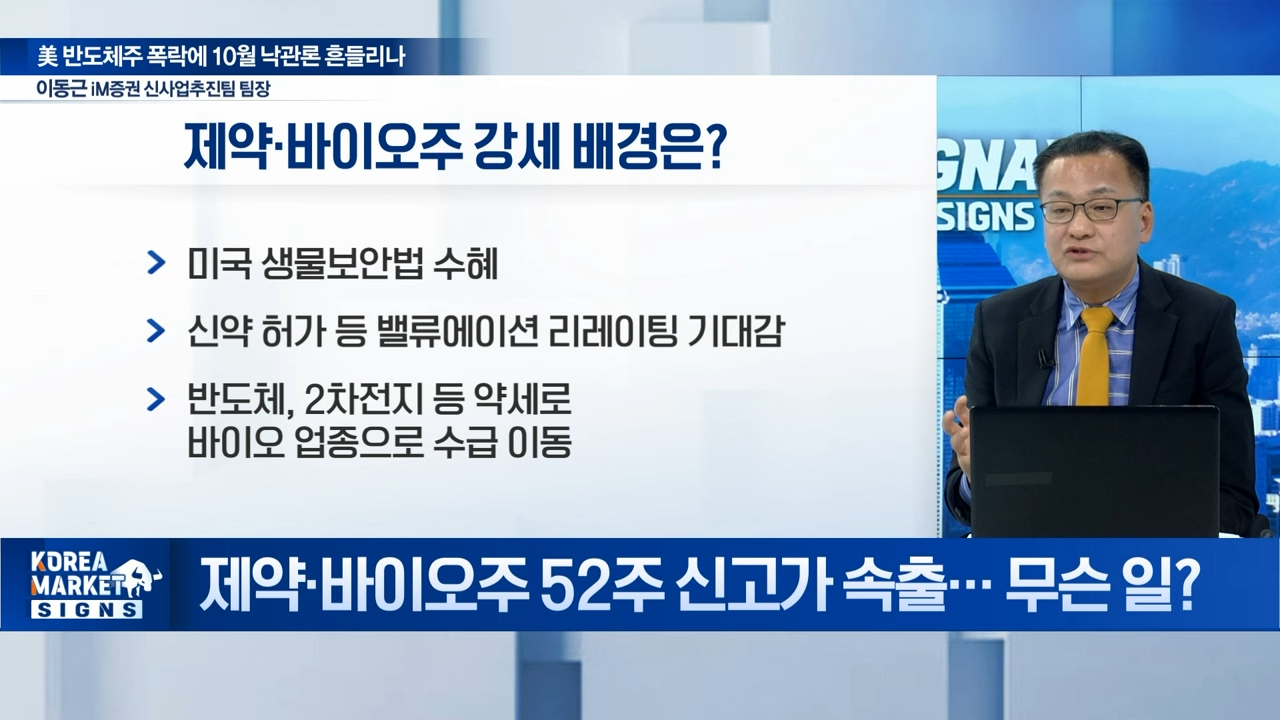 美 반도체주 폭락에 10월 낙관론 흔들리나
이동근 iM증권 신사업추진팀 팀장
제약·바이오주 강세 배경은?
> 미국 생물보안법 수혜
> 신약 허가 등 밸류에이션 리레이팅 기대감
> 반도체, 2차전지 등 약세로
바이오 업종으로 수급 이동
GNA
SIGNS
KOREA
MARKET
SIGNS
제약·바이오주 52주 신고가 속출… 무슨 일?